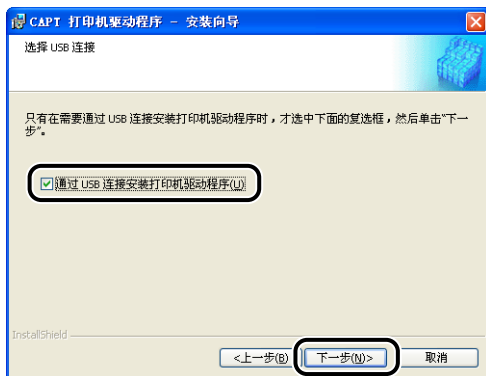 CAPT 打印机驱动程序 - 安装向导
选择 USB 连接
只有在需要通过 USB 连接安装打印机驱动程序时，才选中下面的复选框，然后单击“下一
步”。
通过 USB 连接安装打印机驱动程序(U)
InstallShield
<上一步(B) 下一步(N)> 取消